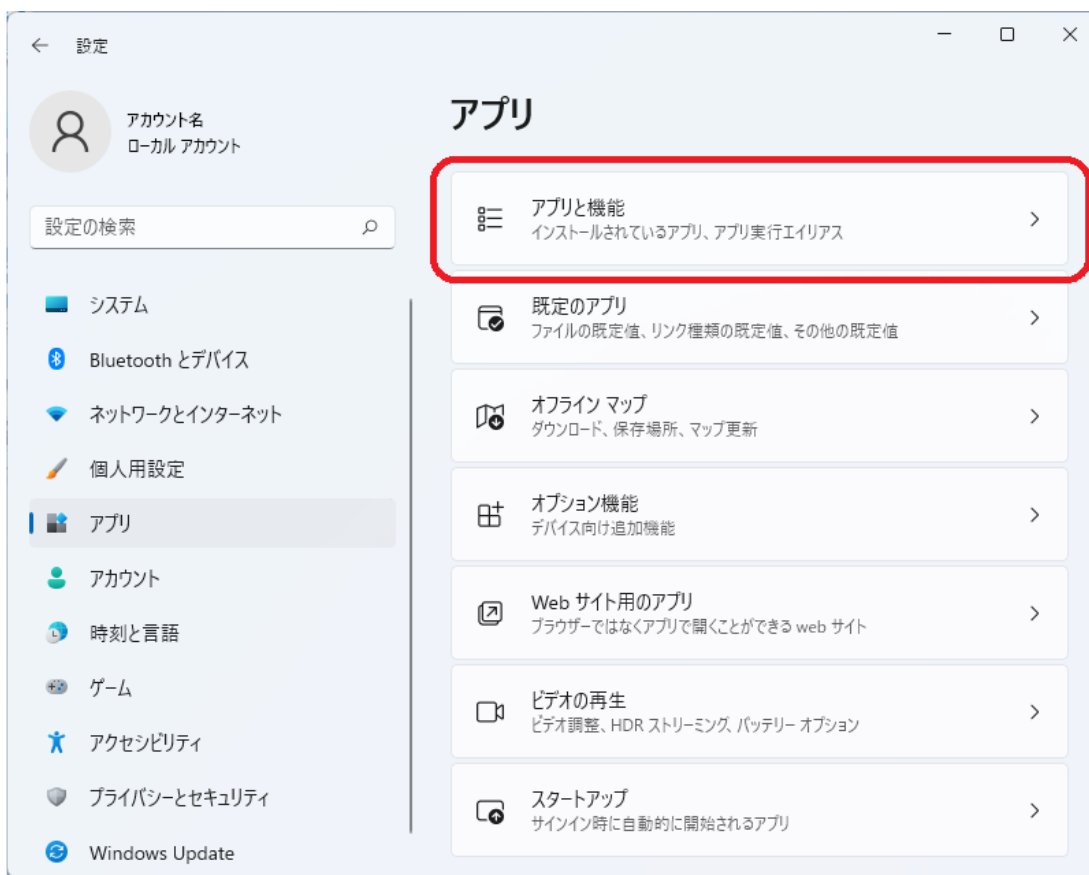 設定
アカウント名
ローカル アカウント
設定の検索
システム
Bluetooth とデバイス
ネットワークとインターネット
個人用設定
アプリ
アカウント
時刻と言語
ゲーム
アクセシビリティ
プライバシーとセキュリティ
Windows Update
アプリ
アプリと機能
インストールされているアプリ、アプリ実行エイリアス
既定のアプリ
ファイルの既定値、リンク種類の既定値、その他の既定値
オフライン マップ
ダウンロード、保存場所、マップ更新
オプション機能
デバイス向け追加機能
Web サイト用のアプリ
ブラウザーではなくアプリで開くことができる web サイト
ビデオの再生
ビデオ調整、HDR ストリーミング、バッテリー オプション
スタートアップ
サインイン時に自動的に開始されるアプリ